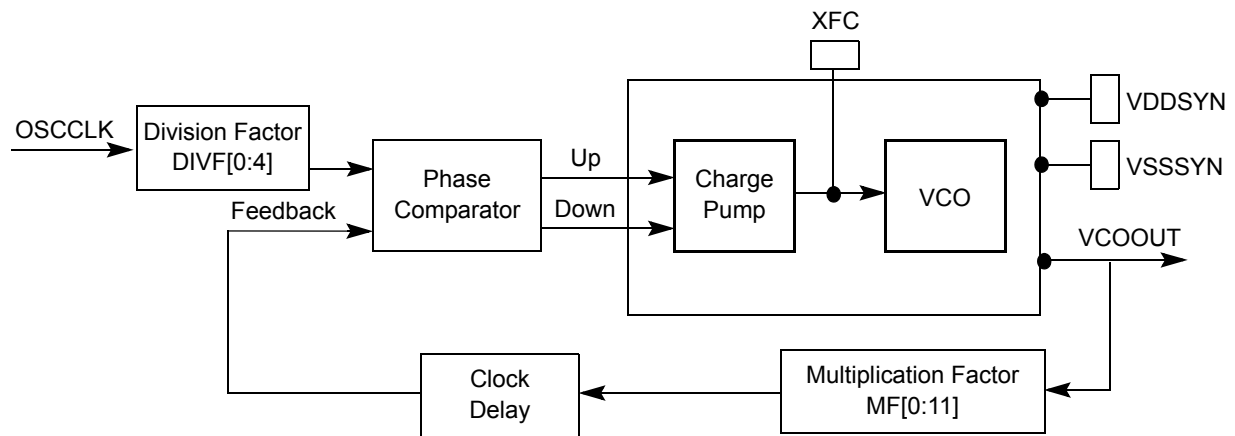 XFC
VDDSYN
OSCCLK
Division Factor
DIVF[0:4]
Up
Phase
Comparator
Charge
Pump
VCO
VSSSYN
Feedback
Down
VCOOUT
Clock
Delay
Multiplication Factor
MF[0:11]